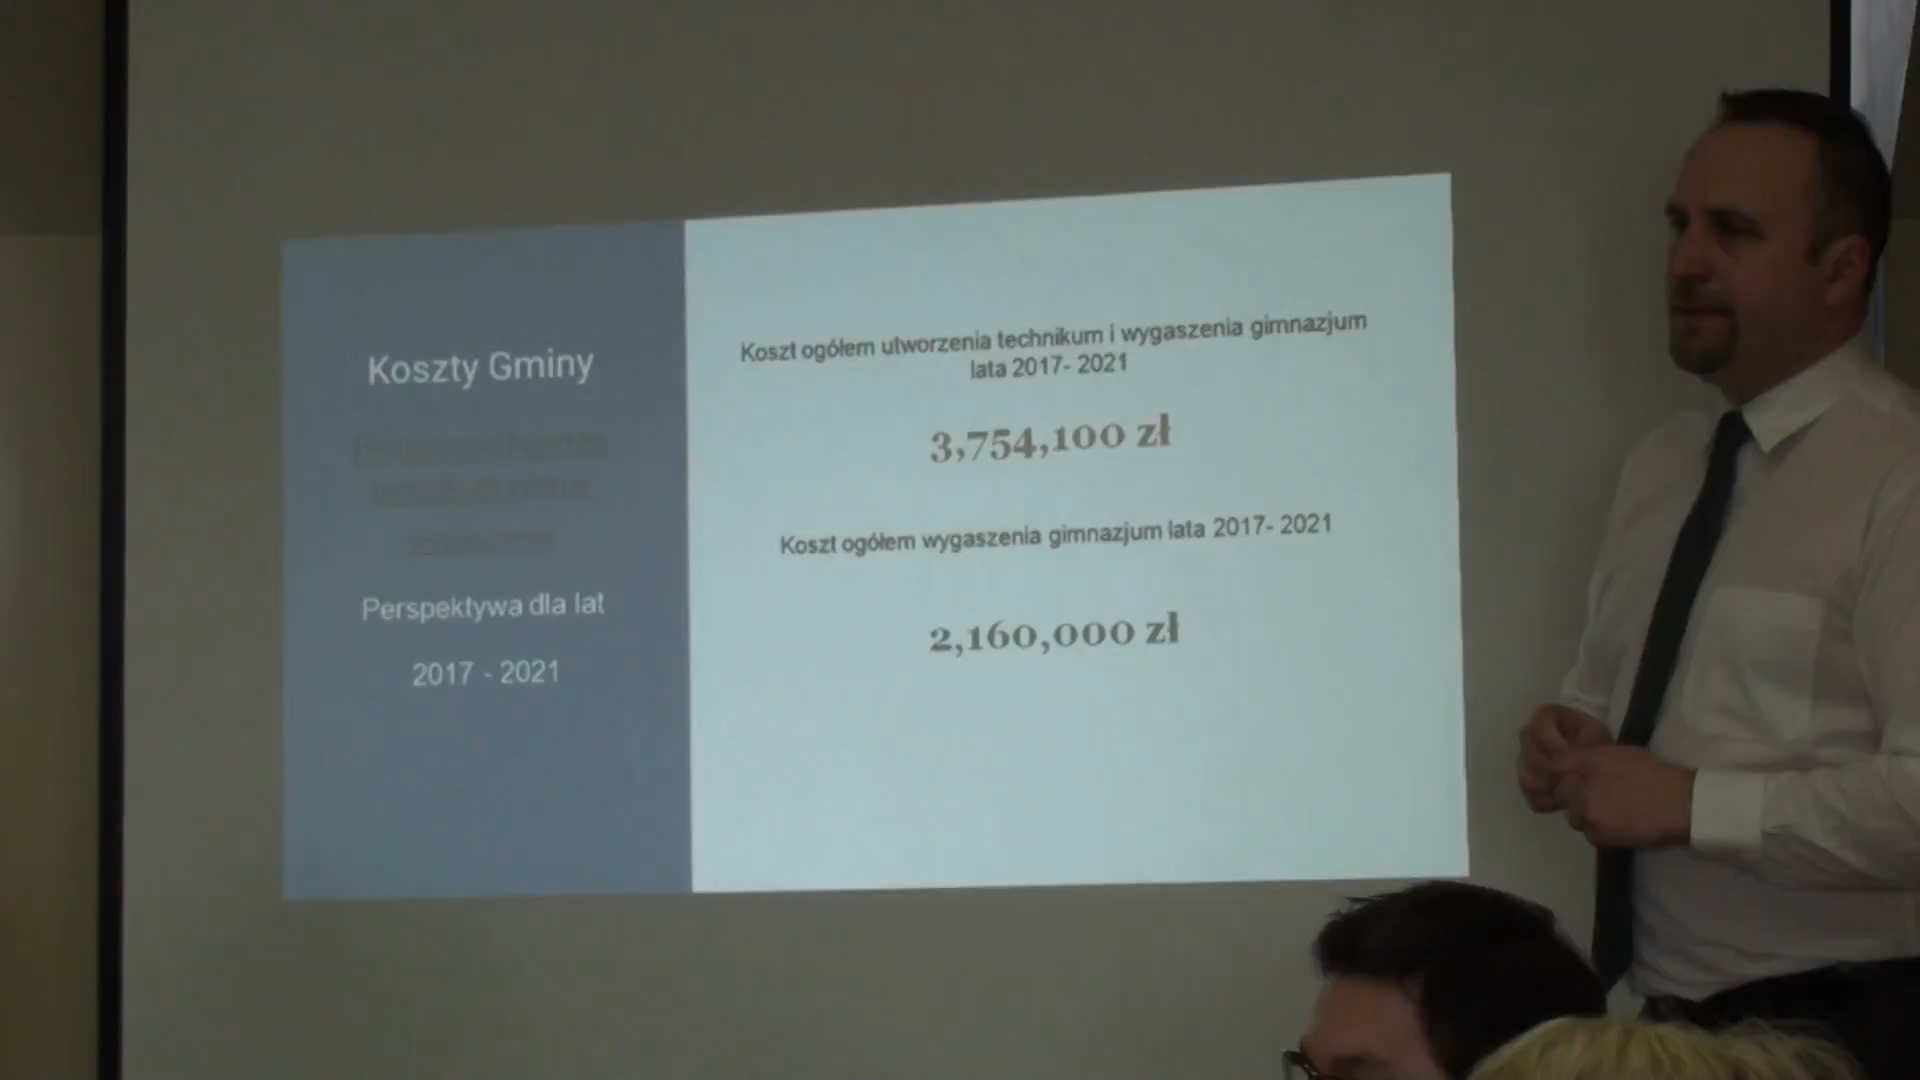 Koszty Gminy
Perspektywa dla lat
2017 - 2021
Koszt ogółem utworzenia technikum i wygaszenia gimnazjum
lata 2017- 2021
3,754,100 zł
Koszt ogółem wygaszenia gimnazjum lata 2017- 2021
2,160,000 zł